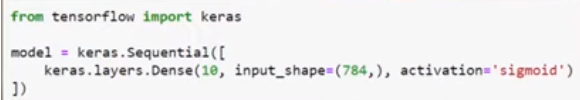 from tensorflow import keras
model = keras.Sequential([
    keras.layers.Dense(10, input_shape=(784,), activation='sigmoid')
])